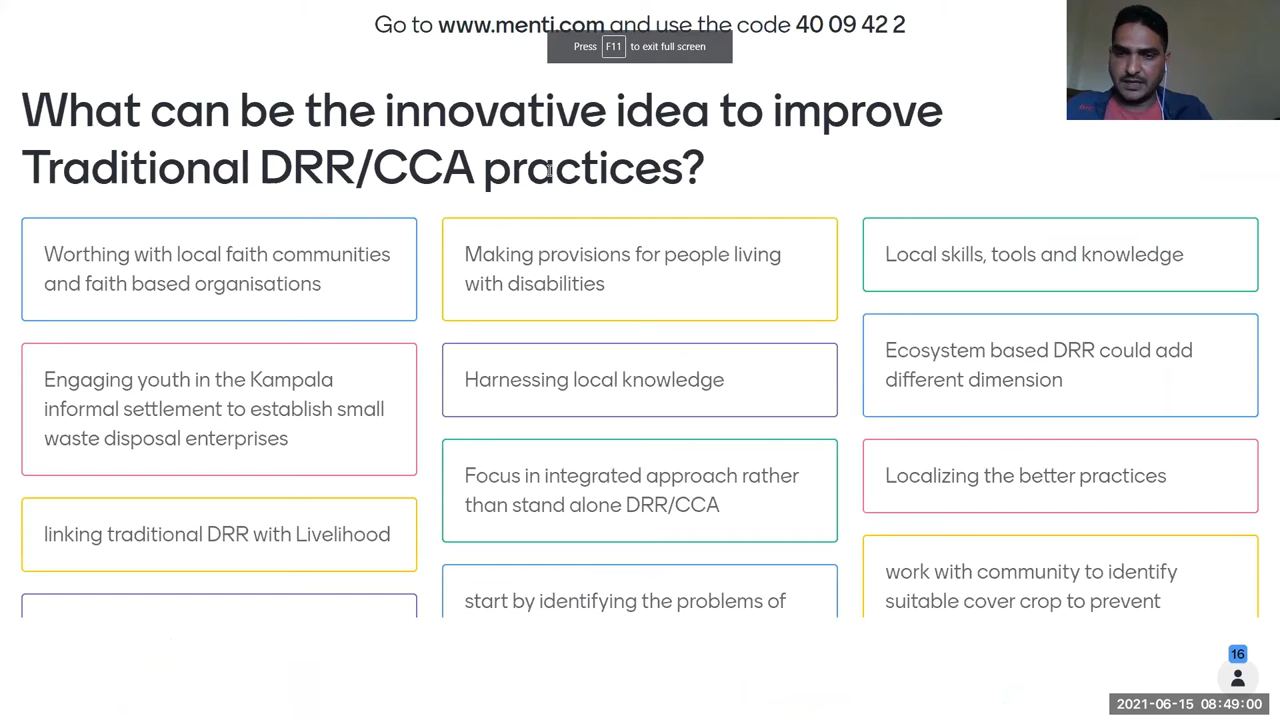 Go to www.menti.com and use the code 40 09 42 2
Press F11 to exit full screen
What can be the innovative idea to improve
Traditional DRR/CCA practices?
Worthing with local faith communities
and faith based organisations
Engaging youth in the Kampala
informal settlement to establish small
waste disposal enterprises
linking traditional DRR with Livelihood
Making provisions for people living
with disabilities
Harnessing local knowledge
Focus in integrated approach rather
than stand alone DRR/CCA
start by identifying the problems of
Local skills, tools and knowledge
Ecosystem based DRR could add
different dimension
Localizing the better practices
work with community to identify
suitable cover crop to prevent
16
2021-06-15 08:49:00